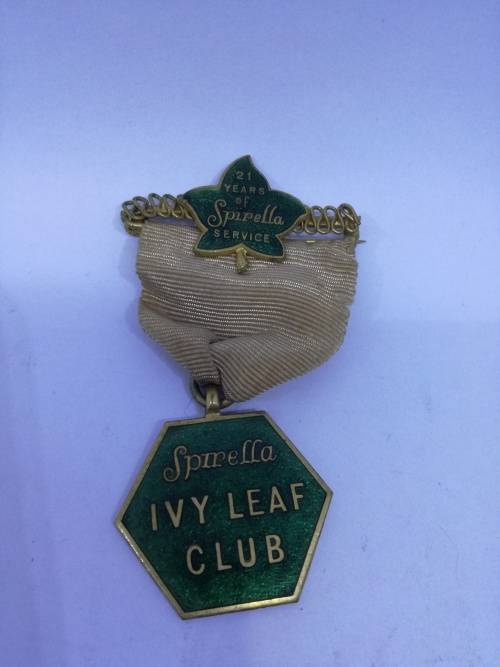 21
YEARS
of
Spirella
SERVICE
Spirella
IVY LEAF
CLUB